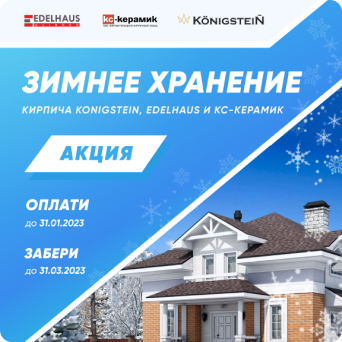 EDELHAUS
KLINKER
кс-керамик
KÖNIGSTEIN
ЗИМНЕЕ ХРАНЕНИЕ
КИРПИЧА KONIGSTEIN, EDELHAUS И КС-КЕРАМИК
АКЦИЯ
ОПЛАТИ
до 31.01.2023
ЗАБЕРИ
до 31.03.2023